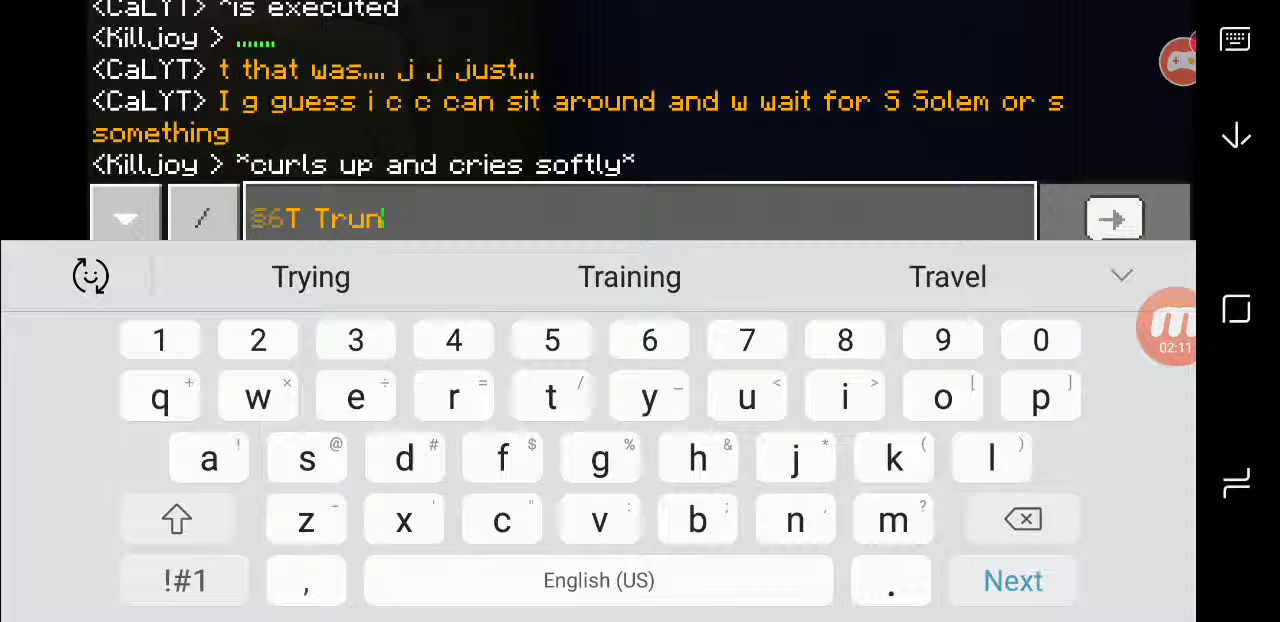 <CaLYT> *is executed
<Killjoy > .......
<CaLYT> t that was.... j j just...
<CaLYT> I g guess i c c can sit around and w wait for S Solem or s
something
<Killjoy > *curls up and cries softly*
/ §6T Trun
Trying Training Travel
1 2 3 4 5 6 7 8 9 0
q + w × e ÷ r = t / y _ u < i > o [ p ]
a ! s @ d # f $ g % h & j * k ( l )
z - x ' c " v : b ; n , m ?
!#1 , English (US) . Next
02:11